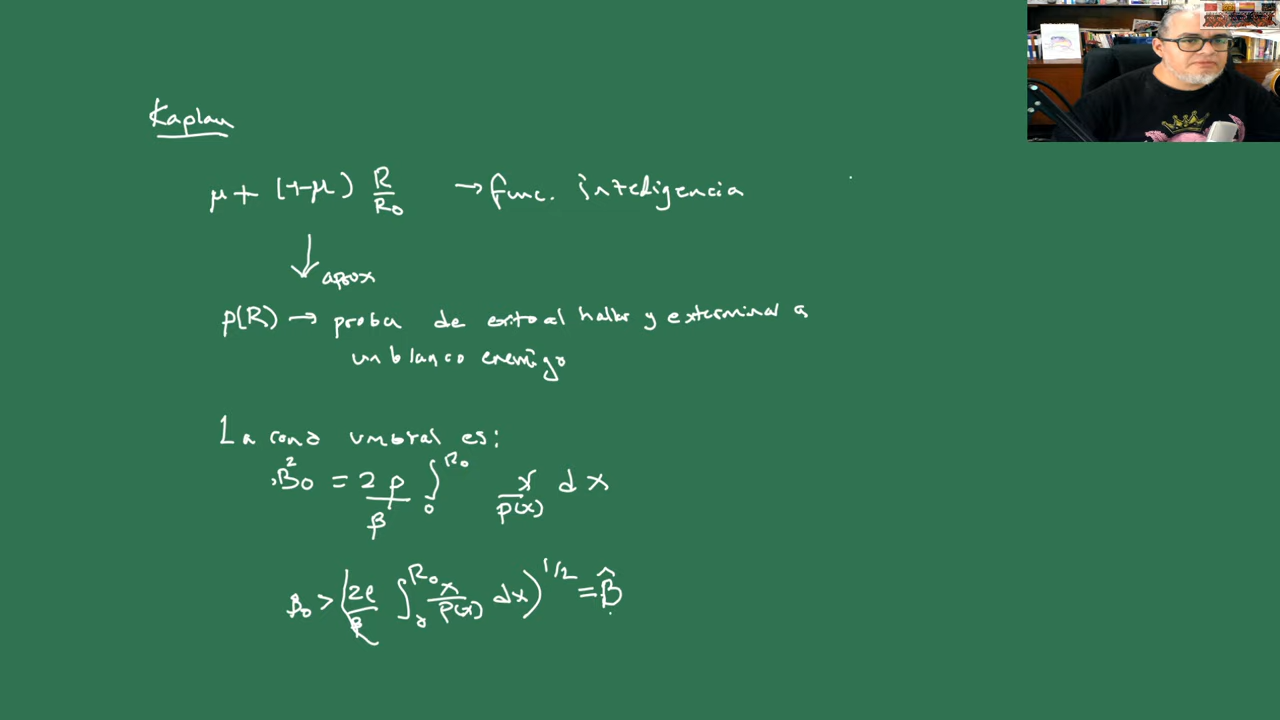 Kaplan
μ + (1-μ) R/R₀ → func. inteligencia
↓ aprox
p(R) → proba de exito al hallar y exterminal a
un blanco enemigo
La cond umbral es:
B₀² = 2ρ/β ∫₀^R₀ x/p(x) dx
B₀ > (2ρ/β ∫₀^R₀ x/p(x) dx)^1/2 = B̂